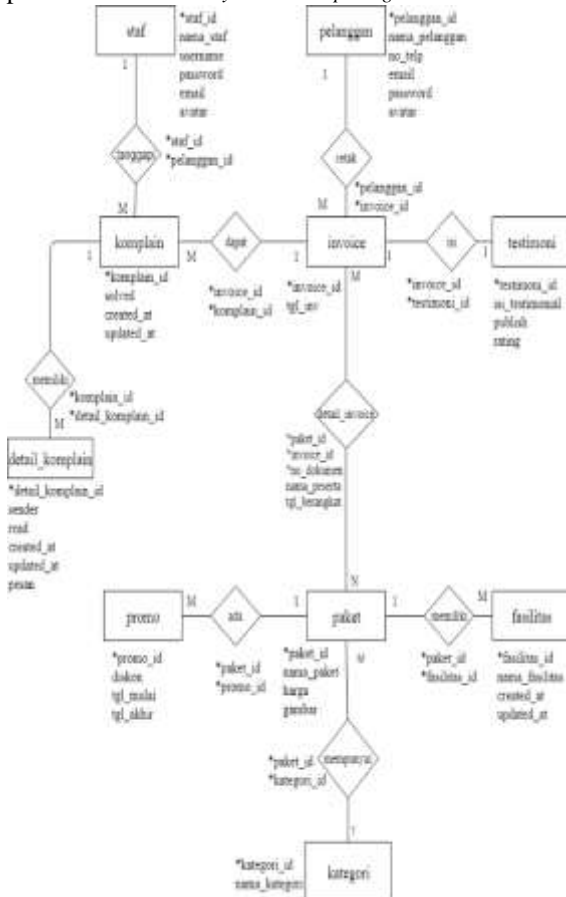 staf
*staf_id
nama_staf
username
password
email
avatar
pelanggan
*pelanggan_id
nama_pelanggan
no_telp
email
password
avatar
1
1
tanggap
*staf_id
*pelanggan_id
cetak
*pelanggan_id
*invoice_id
M
M
komplain
*komplain_id
solved
created_at
updated_at
1
M
dapat
*invoice_id
*komplain_id
1
invoice
*invoice_id
tgl_inv
M
1
isi
*invoice_id
*testimoni_id
1
testimoni
*testimoni_id
isi_testimonial
publish
rating
memiliki
*komplain_id
*detail_komplain_id
M
detail_komplain
*detail_komplain_id
sender
read
created_at
updated_at
pesan
detail_invoice
*paket_id
*invoice_id
*no_dokumen
nama_peserta
tgl_berangkat
N
promo
*promo_id
diskon
tgl_mulai
tgl_akhir
M
ada
*paket_id
*promo_id
1
paket
*paket_id
nama_paket
harga
gambar
1
memiliki
*paket_id
*fasilitas_id
M
fasilitas
*fasilitas_id
nama_fasilitas
created_at
updated_at
mempunyai
*paket_id
*kategori_id
kategori
*kategori_id
nama_kategori